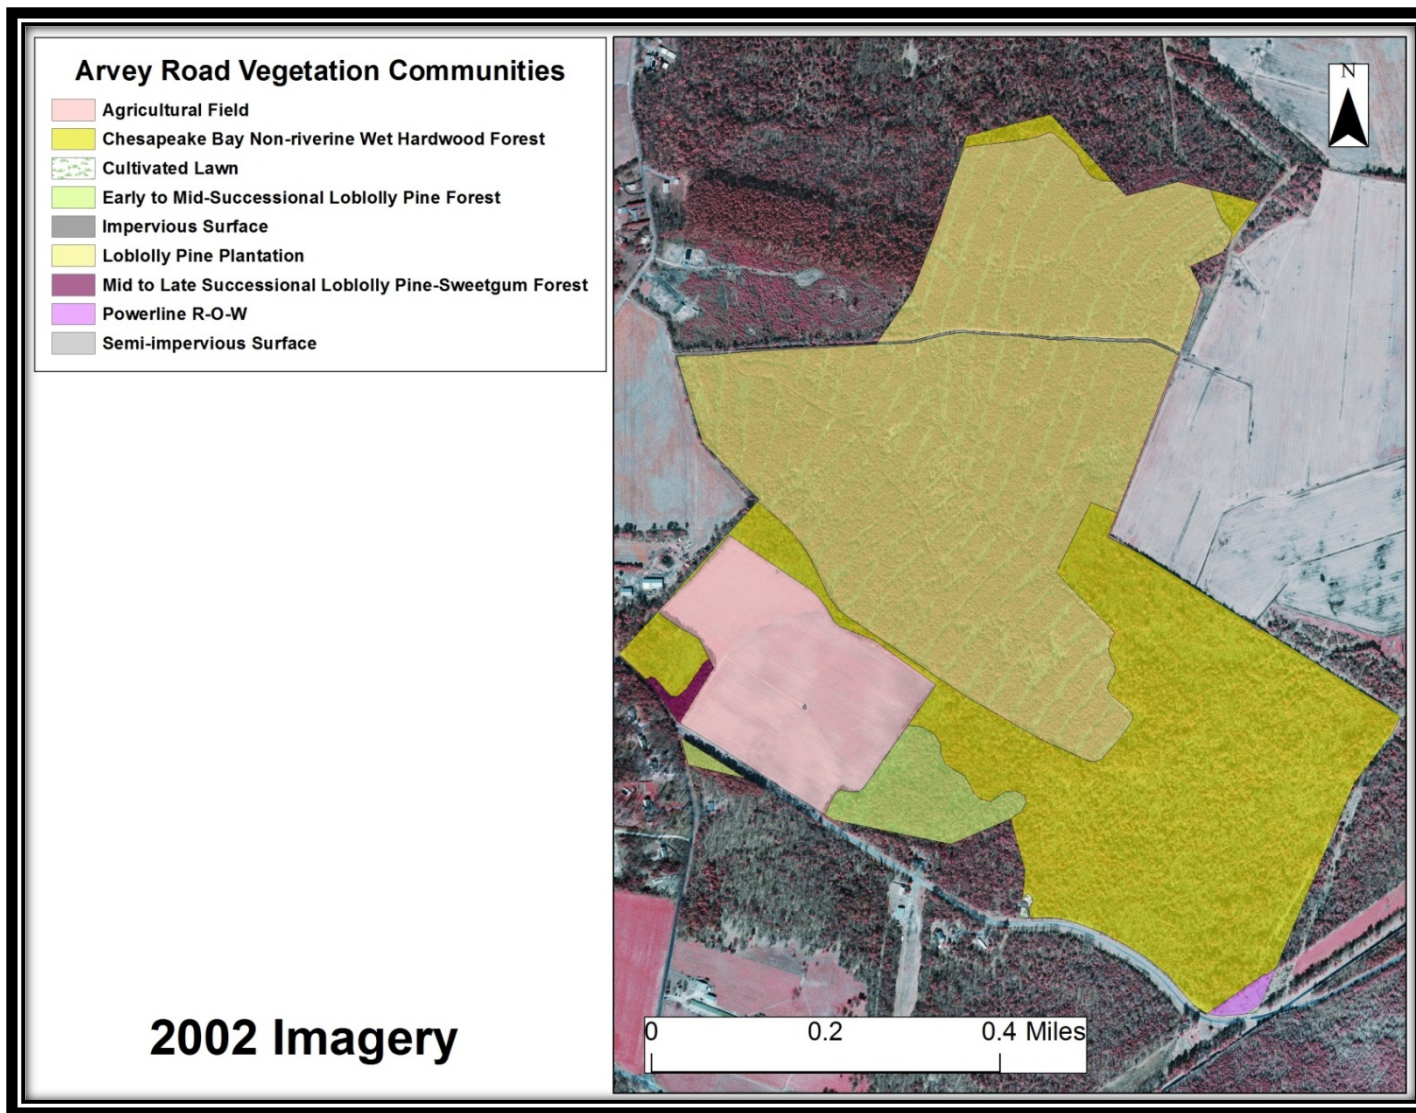 Arvey Road Vegetation Communities
Agricultural Field
Chesapeake Bay Non-riverine Wet Hardwood Forest
Cultivated Lawn
Early to Mid-Successional Loblolly Pine Forest
Impervious Surface
Loblolly Pine Plantation
Mid to Late Successional Loblolly Pine-Sweetgum Forest
Powerline R-O-W
Semi-impervious Surface
N
2002 Imagery
0 0.2 0.4 Miles